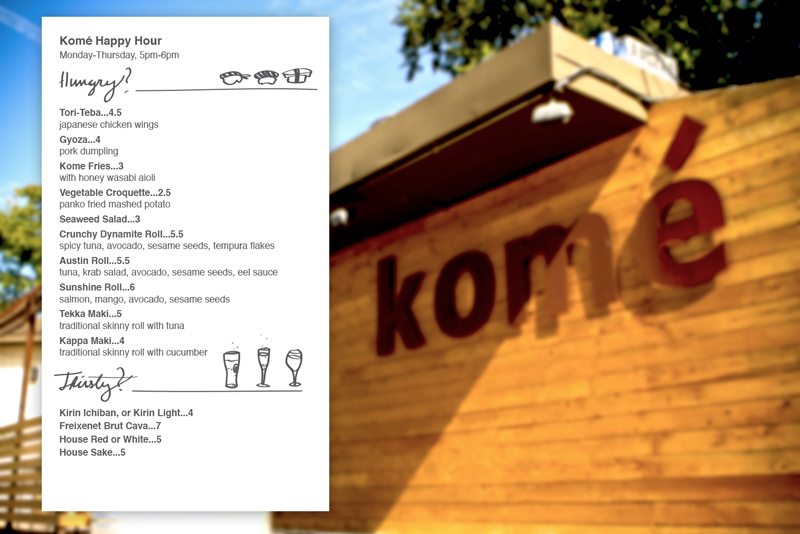 Komé Happy Hour
Monday-Thursday, 5pm-6pm
Hungry?
Tori-Teba...4.5
japanese chicken wings
Gyoza...4
pork dumpling
Kome Fries...3
with honey wasabi aioli
Vegetable Croquette...2.5
panko fried mashed potato
Seaweed Salad...3
Crunchy Dynamite Roll...5.5
spicy tuna, avocado, sesame seeds, tempura flakes
Austin Roll...5.5
tuna, krab salad, avocado, sesame seeds, eel sauce
Sunshine Roll...6
salmon, mango, avocado, sesame seeds
Tekka Maki...5
traditional skinny roll with tuna
Kappa Maki...4
traditional skinny roll with cucumber
Thirsty?
Kirin Ichiban, or Kirin Light...4
Freixenet Brut Cava...7
House Red or White...5
House Sake...5
komé